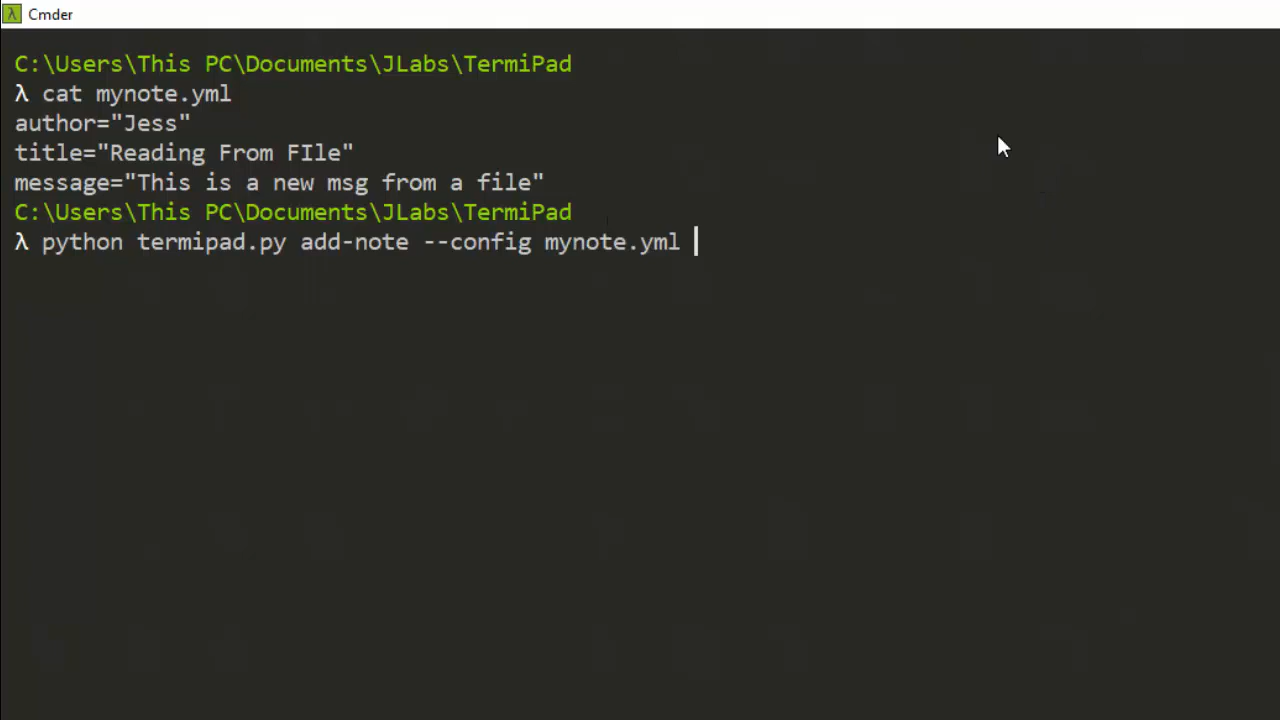 λ Cmder
C:\Users\This PC\Documents\JLabs\TermiPad
λ cat mynote.yml
author="Jess"
title="Reading From FIle"
message="This is a new msg from a file"
C:\Users\This PC\Documents\JLabs\TermiPad
λ python termipad.py add-note --config mynote.yml